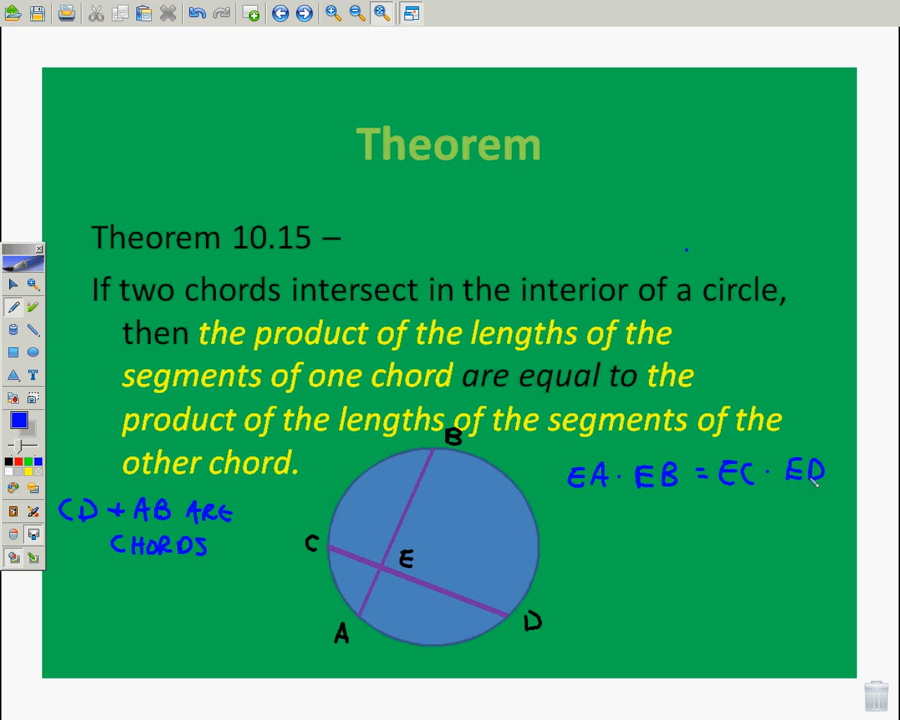 Theorem
Theorem 10.15 –
If two chords intersect in the interior of a circle,
then the product of the lengths of the
segments of one chord are equal to the
product of the lengths of the segments of the
other chord.
B
EA · EB = EC · ED
CD + AB ARE
CHORDS
C
E
A
D